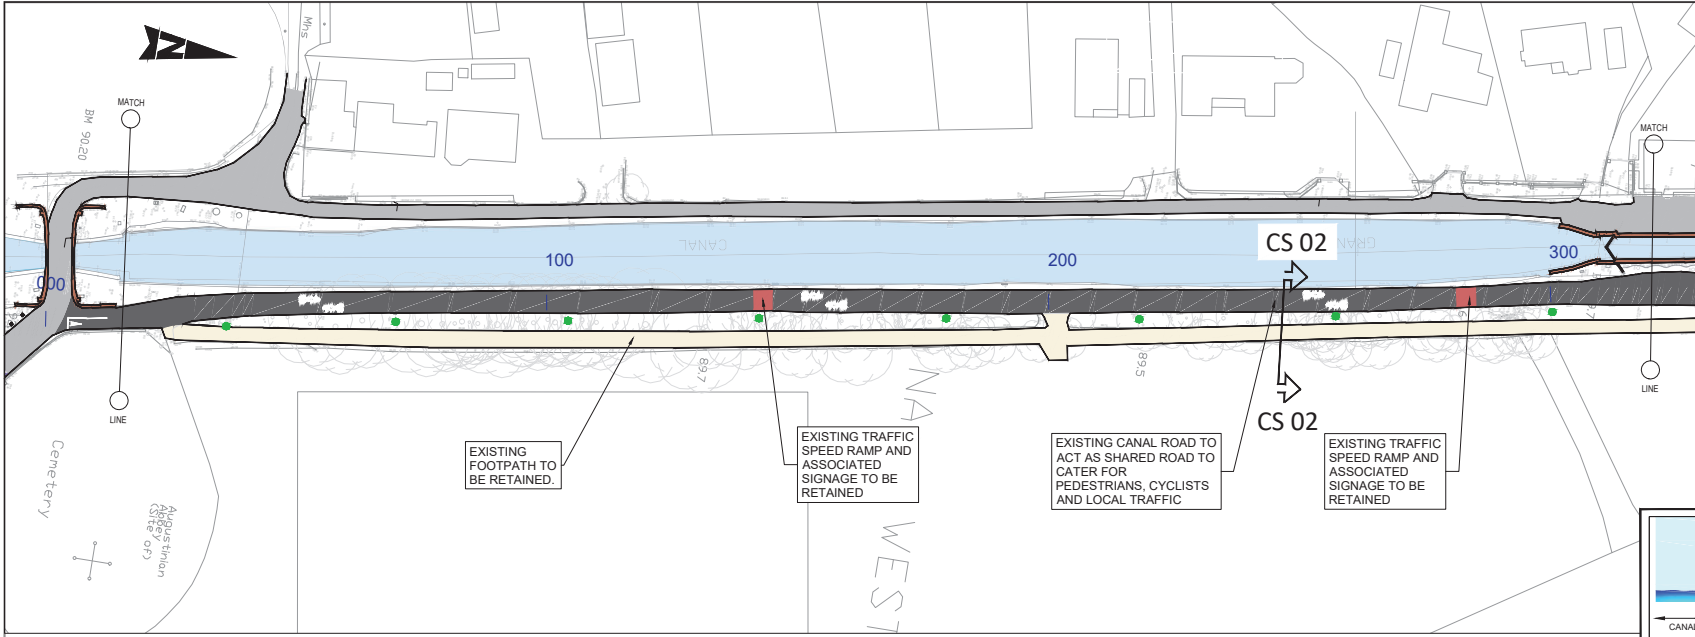 Mhs
N
MATCH
BM 90.20
MATCH
CANAL
GRAN
CS 02
000
100
200
300
89.7
89.5
LINE
LINE
CS 02
WA
WEST
EXISTING
FOOTPATH TO
BE RETAINED.
EXISTING TRAFFIC
SPEED RAMP AND
ASSOCIATED
SIGNAGE TO BE
RETAINED
EXISTING CANAL ROAD TO
ACT AS SHARED ROAD TO
CATER FOR
PEDESTRIANS, CYCLISTS
AND LOCAL TRAFFIC
EXISTING TRAFFIC
SPEED RAMP AND
ASSOCIATED
SIGNAGE TO BE
RETAINED
Cemetery
Augustinian
Abbey
(Site of)
CANAL